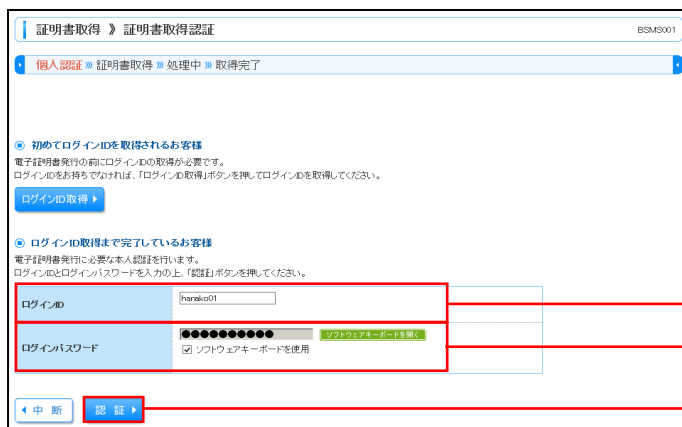 証明書取得 》 証明書取得認証
BSMS001
個人認証 ⟫ 証明書取得 ⟫ 処理中 ⟫ 取得完了
初めてログインIDを取得されるお客様
電子証明書発行の前にログインIDの取得が必要です。
ログインIDをお持ちでなければ、「ログインID取得」ボタンを押してログインIDを取得してください。
ログインID取得
ログインID取得まで完了しているお客様
電子証明書発行に必要な本人認証を行います。
ログインIDとログインパスワードを入力の上、「認証」ボタンを押してください。
ログインID
hanako01
ログインパスワード
●●●●●●●●●●
ソフトウェアキーボードを開く
ソフトウェアキーボードを使用
中 断
認 証